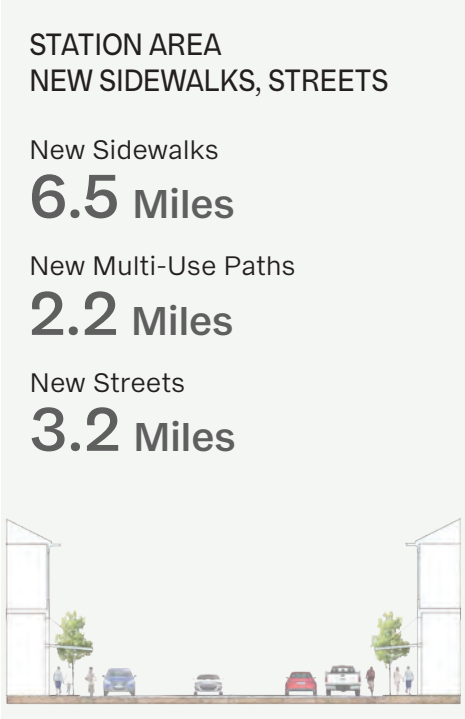 STATION AREA
NEW SIDEWALKS, STREETS
New Sidewalks
6.5 Miles
New Multi-Use Paths
2.2 Miles
New Streets
3.2 Miles